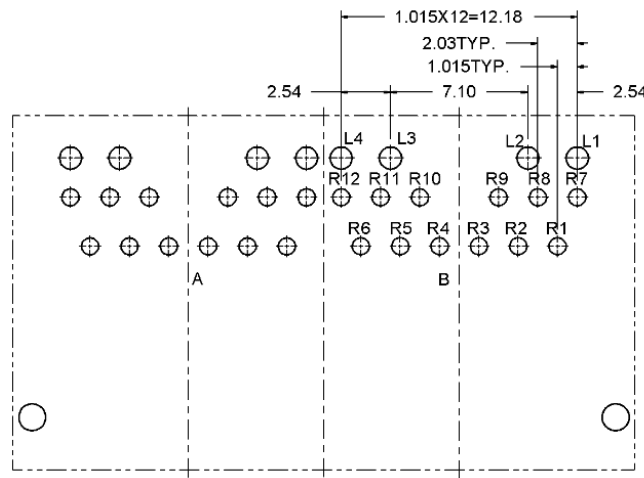 1.015X12=12.18
2.03TYP.
1.015TYP.
2.54 7.10 2.54
L4 L3 L2 L1
R12 R11 R10 R9 R8 R7
R6 R5 R4 R3 R2 R1
A B